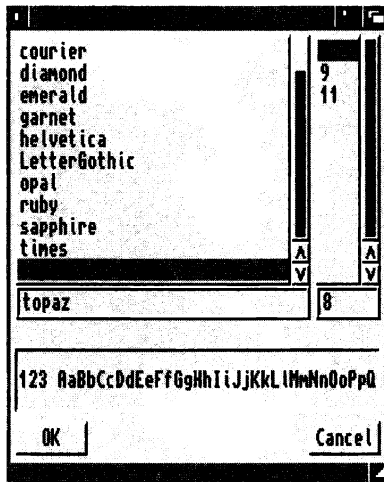 courier
diamond
emerald
garnet
helvetica
LetterGothic
opal
ruby
sapphire
times
9
11
topaz
8
123 AaBbCcDdEeFfGgHhIiJjKkLlMmNnOoPpQ
OK
Cancel